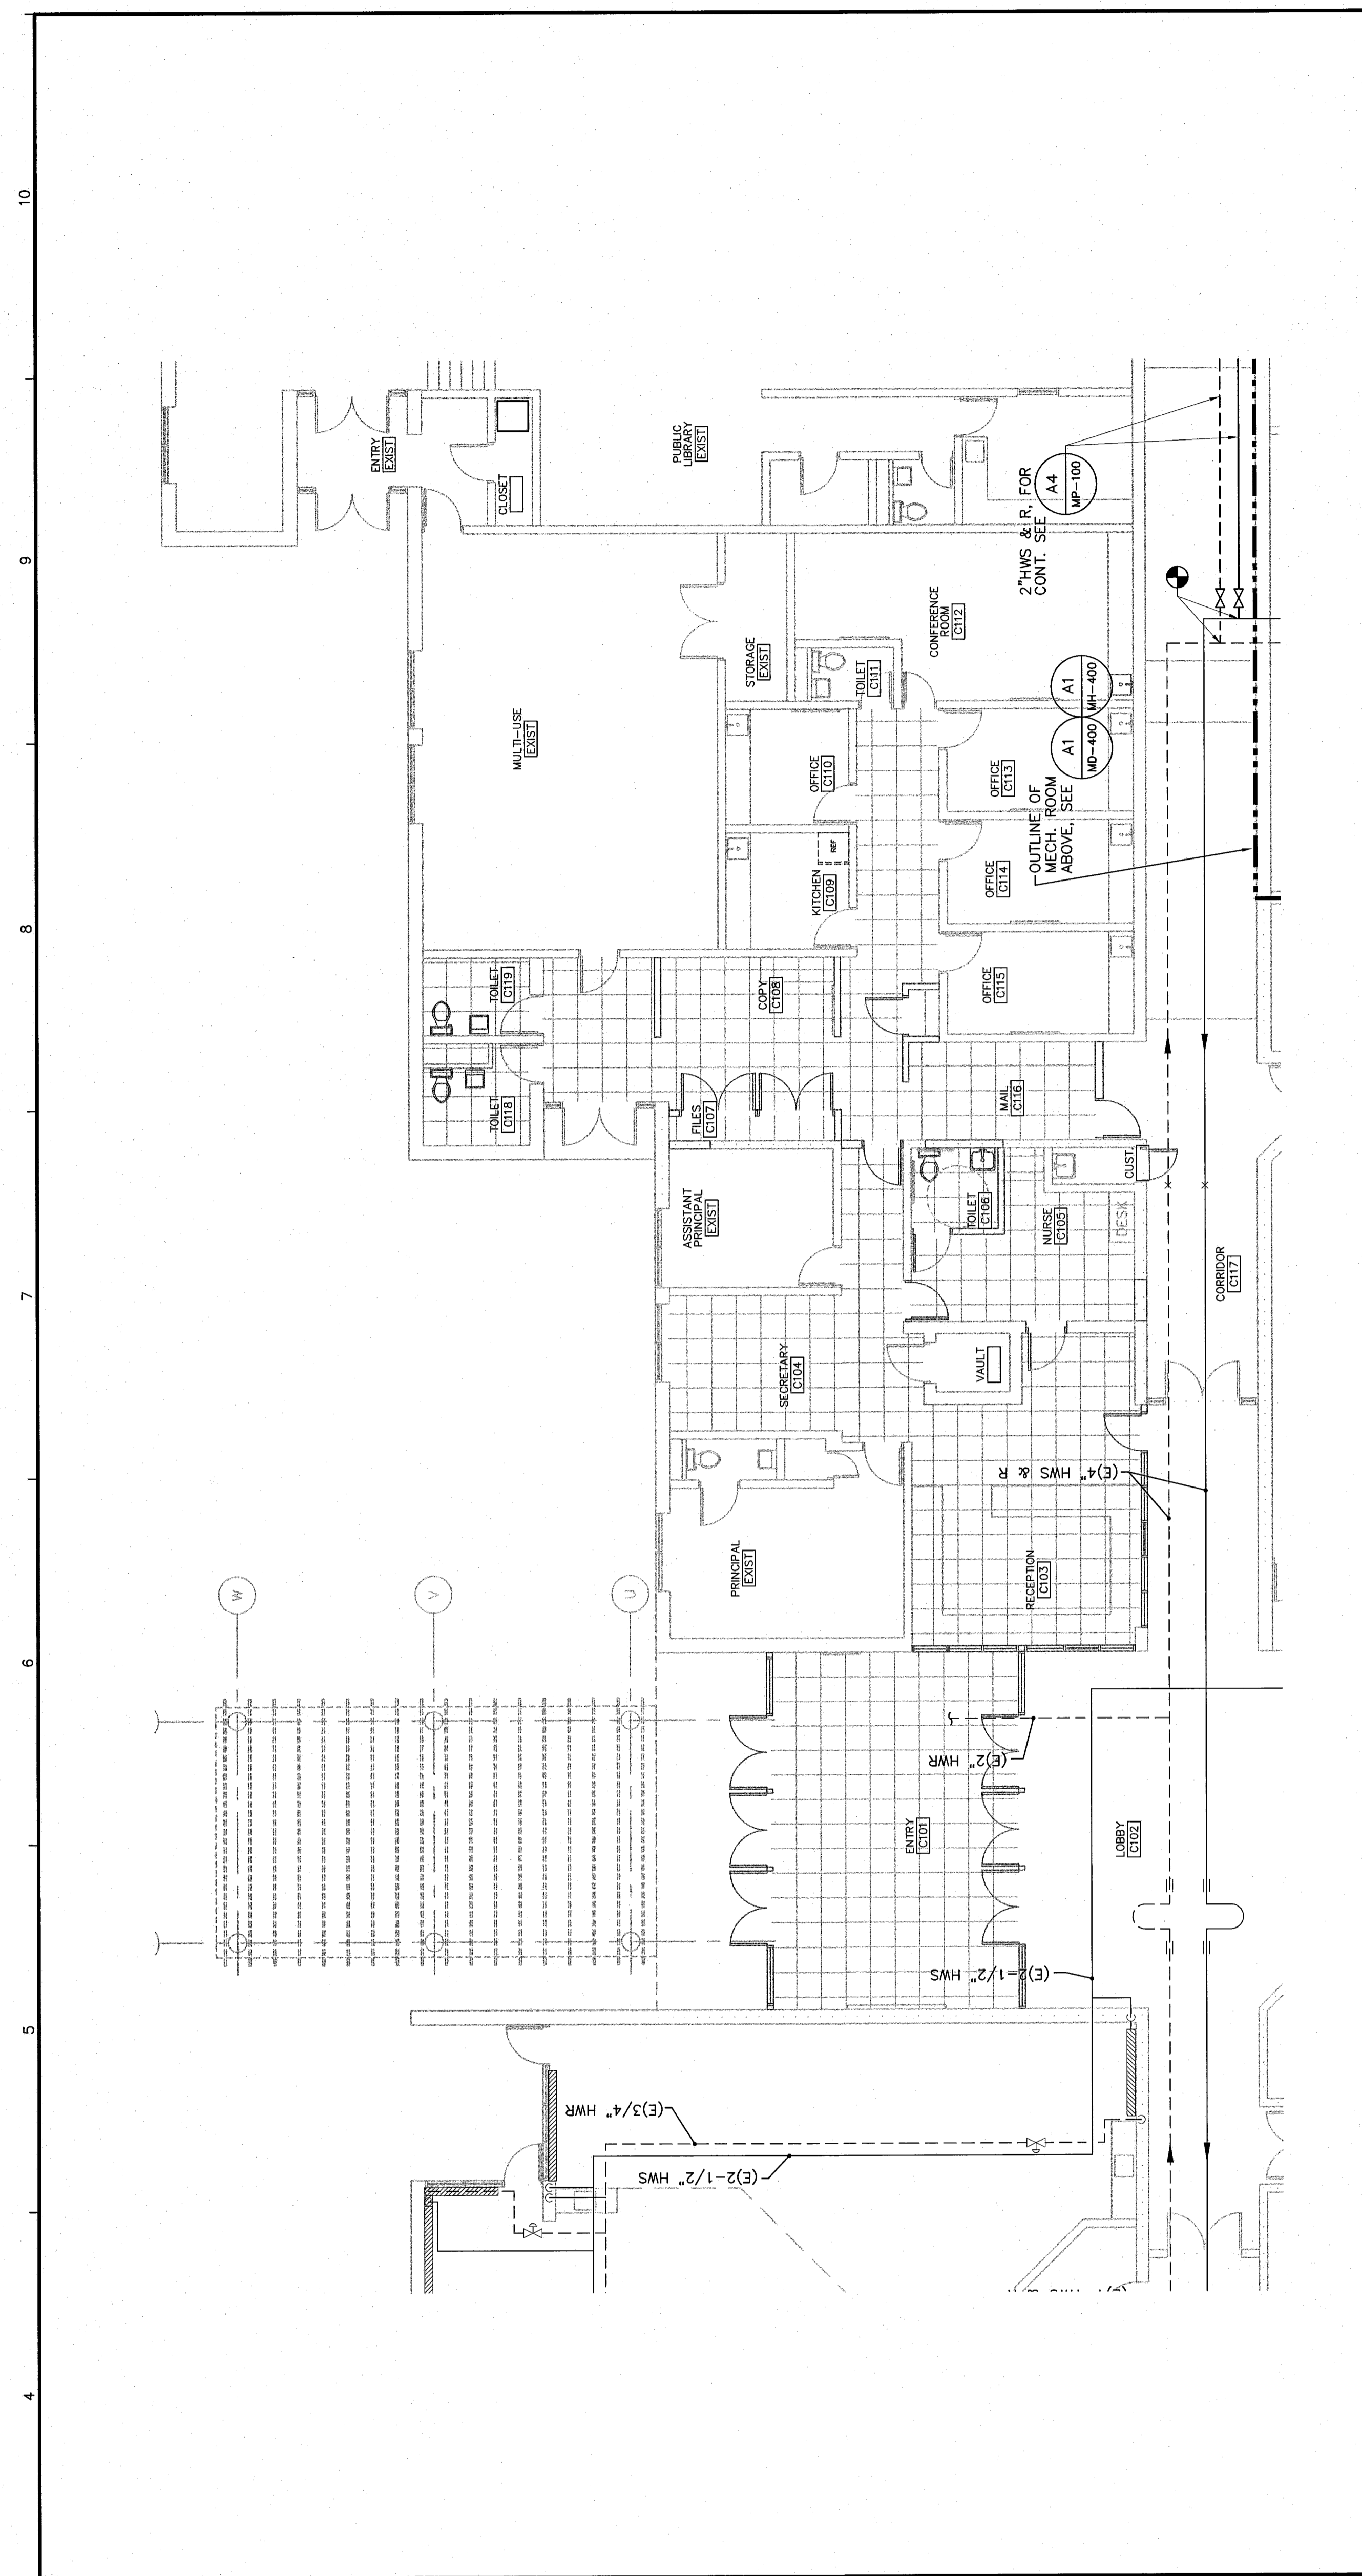 10
9
8
7
6
5
4
ENTRY
EXIST
CLOSET
PUBLIC
LIBRARY
EXIST
MULTI-USE
EXIST
STORAGE
EXIST
TOILET
C111
CONFERENCE
ROOM
C112
2"HWS & R, FOR
CONT. SEE
A4
MP-100
A1
MH-400
A1
MD-400
OUTLINE OF
MECH. ROOM
ABOVE, SEE
OFFICE
C110
OFFICE
C113
KITCHEN
C109
REF
OFFICE
C114
OFFICE
C115
TOILET
C119
TOILET
C118
COPY
C108
FILES
C107
MAIL
C116
CUST.
ASSISTANT
PRINCIPAL
EXIST
TOILET
C106
NURSE
C105
DESK
CORRIDOR
C117
SECRETARY
C104
VAULT
(E)4" HWS & R
PRINCIPAL
EXIST
RECEPTION
C103
W
V
U
(E)2" HWR
ENTRY
C101
LOBBY
C102
(E)2-1/2" HWS
(E)3/4" HWR
(E)2-1/2" HWS